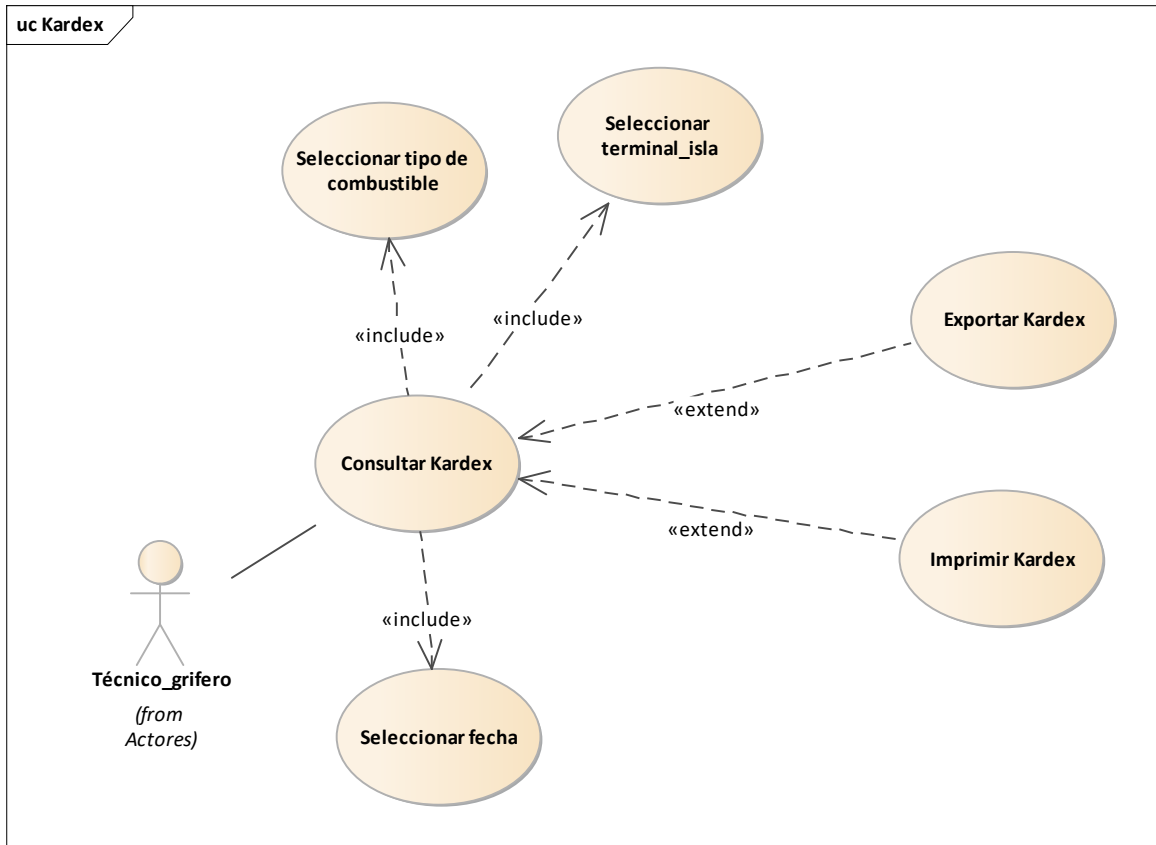 uc Kardex
Seleccionar
terminal_isla
Seleccionar tipo de
combustible
Exportar Kardex
«include»
«include»
«extend»
Consultar Kardex
«extend»
Imprimir Kardex
«include»
Técnico_grifero
(from
Actores)
Seleccionar fecha